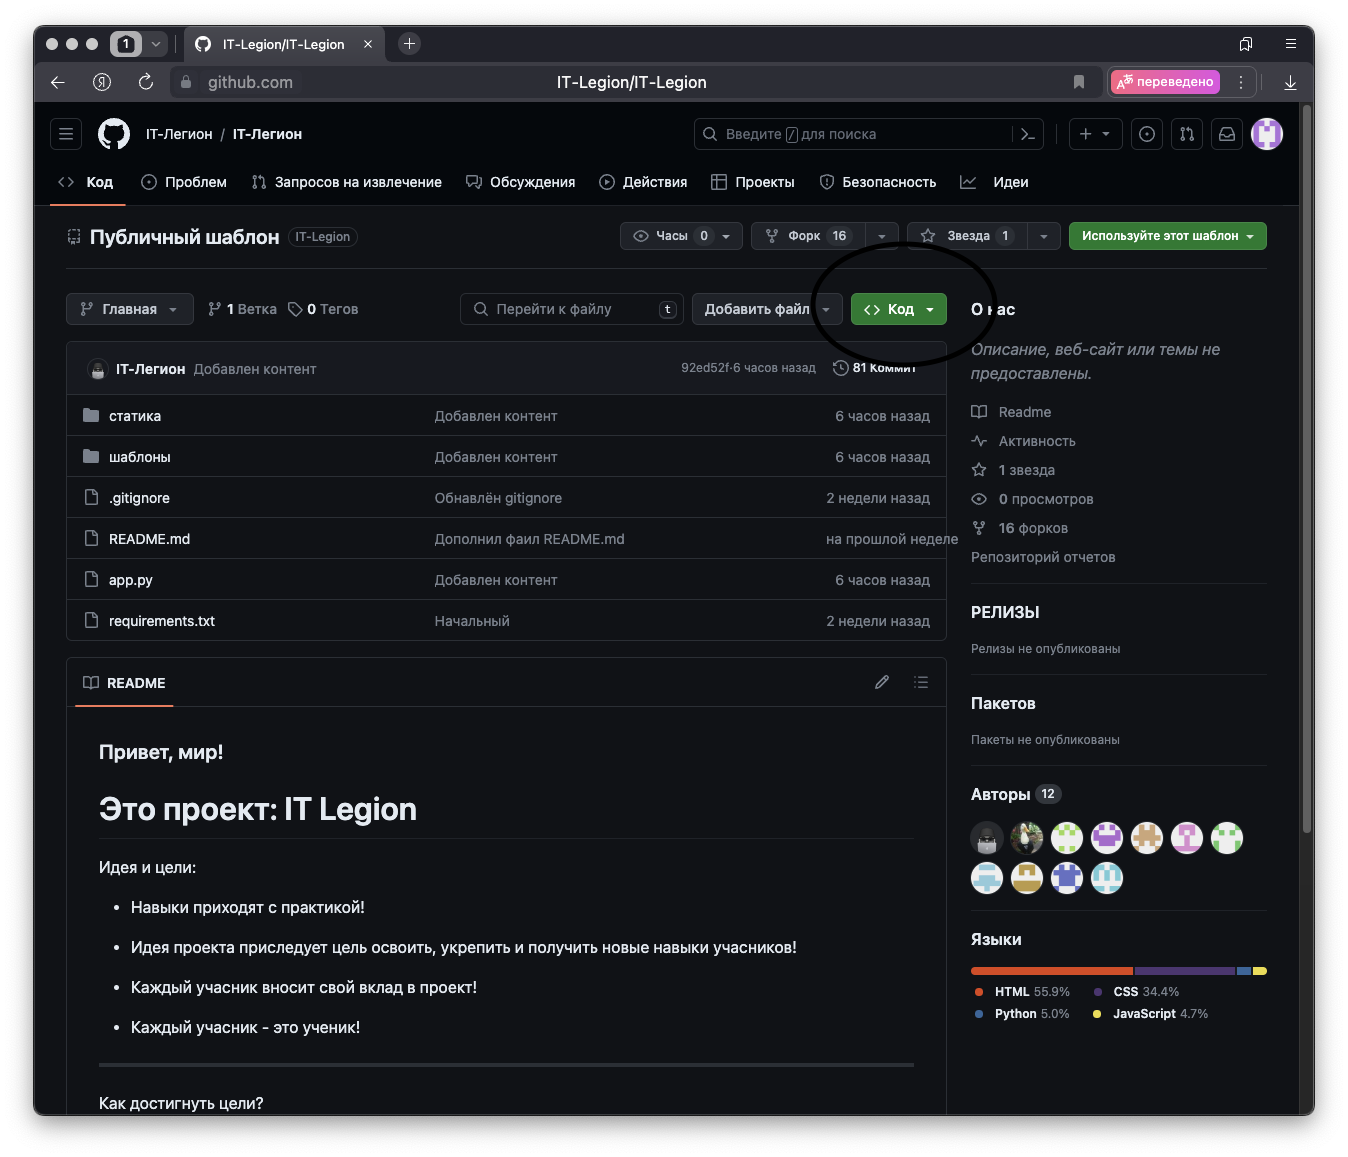 1
IT-Legion/IT-Legion
github.com
IT-Legion/IT-Legion
переведено
IT-Легион / IT-Легион
Введите / для поиска
Код
Проблем
Запросов на извлечение
Обсуждения
Действия
Проекты
Безопасность
Идеи
Публичный шаблон
IT-Legion
Часы 0
Форк 16
Звезда 1
Используйте этот шаблон
Главная
1 Ветка
0 Тегов
Перейти к файлу
t
Добавить файл
Код
IT-Легион Добавлен контент
92ed52f·6 часов назад
81 Коммит
статика Добавлен контент 6 часов назад
шаблоны Добавлен контент 6 часов назад
.gitignore Обнавлён gitignore 2 недели назад
README.md Дополнил фаил README.md на прошлой неделе
app.py Добавлен контент 6 часов назад
requirements.txt Начальный 2 недели назад
README
Привет, мир!
Это проект: IT Legion
Идея и цели:
• Навыки приходят с практикой!
• Идея проекта приследует цель освоить, укрепить и получить новые навыки учасников!
• Каждый учасник вносит свой вклад в проект!
• Каждый учасник - это ученик!
Как достигнуть цели?
О нас
Описание, веб-сайт или темы не
предоставлены.
Readme
Активность
1 звезда
0 просмотров
16 форков
Репозиторий отчетов
РЕЛИЗЫ
Релизы не опубликованы
Пакетов
Пакеты не опубликованы
Авторы 12
Языки
HTML 55.9%
CSS 34.4%
Python 5.0%
JavaScript 4.7%